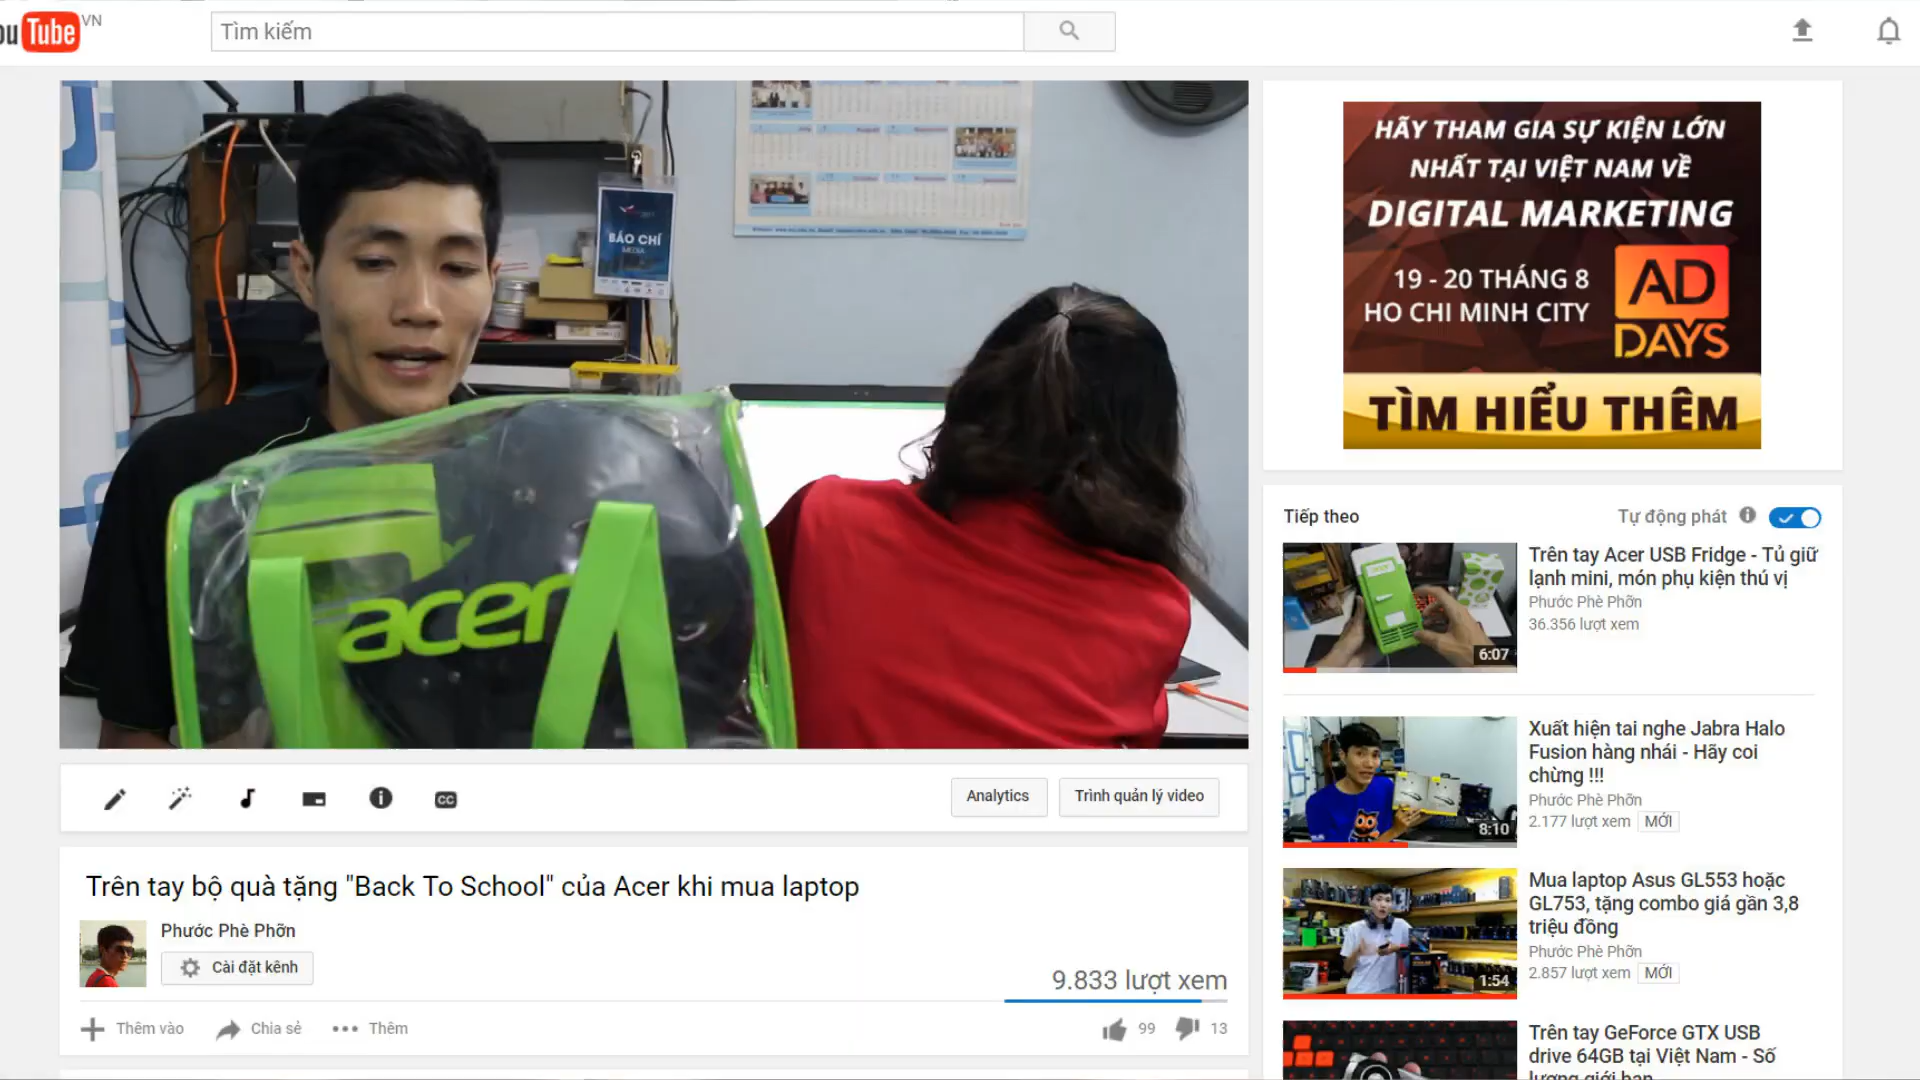 ou Tube VN
Tìm kiếm
BÁO CHÍ
MEDIA
acer
HÃY THAM GIA SỰ KIỆN LỚN
NHẤT TẠI VIỆT NAM VỀ
DIGITAL MARKETING
19 - 20 THÁNG 8
HO CHI MINH CITY
AD
DAYS
TÌM HIỂU THÊM
Tiếp theo
Tự động phát
Trên tay Acer USB Fridge - Tủ giữ
lạnh mini, món phụ kiện thú vị
Phước Phè Phỡn
36.356 lượt xem
6:07
Xuất hiện tai nghe Jabra Halo
Fusion hàng nhái - Hãy coi
chừng !!!
Phước Phè Phỡn
2.177 lượt xem MỚI
8:10
Mua laptop Asus GL553 hoặc
GL753, tặng combo giá gần 3,8
triệu đồng
Phước Phè Phỡn
2.857 lượt xem MỚI
1:54
Trên tay GeForce GTX USB
drive 64GB tại Việt Nam - Số
lượng giới hạn
CC
Analytics
Trình quản lý video
Trên tay bộ quà tặng "Back To School" của Acer khi mua laptop
Phước Phè Phỡn
Cài đặt kênh
9.833 lượt xem
Thêm vào
Chia sẻ
Thêm
99
13